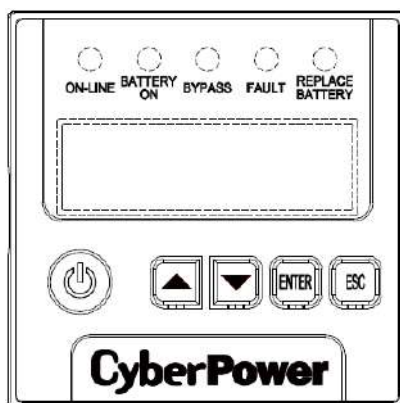 ON-LINE BATTERY ON BYPASS FAULT REPLACE BATTERY
ENTER ESC
CyberPower